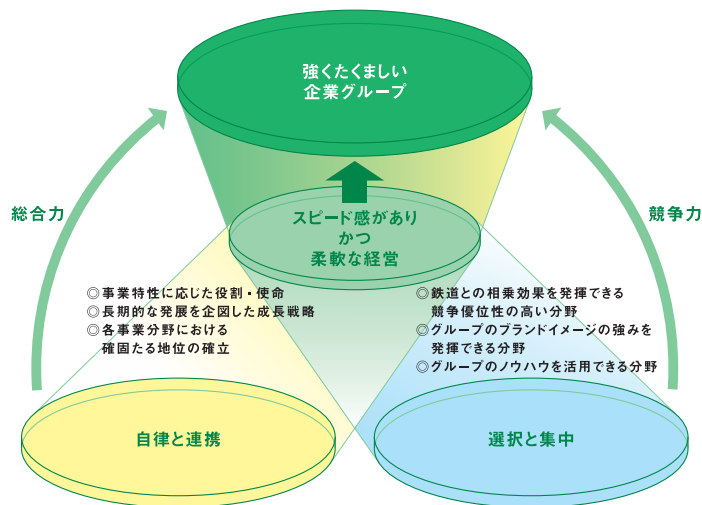 強くたくましい
企業グループ
総合力
競争力
スピード感があり
かつ
柔軟な経営
◎事業特性に応じた役割・使命
◎長期的な発展を企図した成長戦略
◎各事業分野における
確固たる地位の確立
◎鉄道との相乗効果を発揮できる
競争優位性の高い分野
◎グループのブランドイメージの強みを
発揮できる分野
◎グループのノウハウを活用できる分野
自律と連携
選択と集中